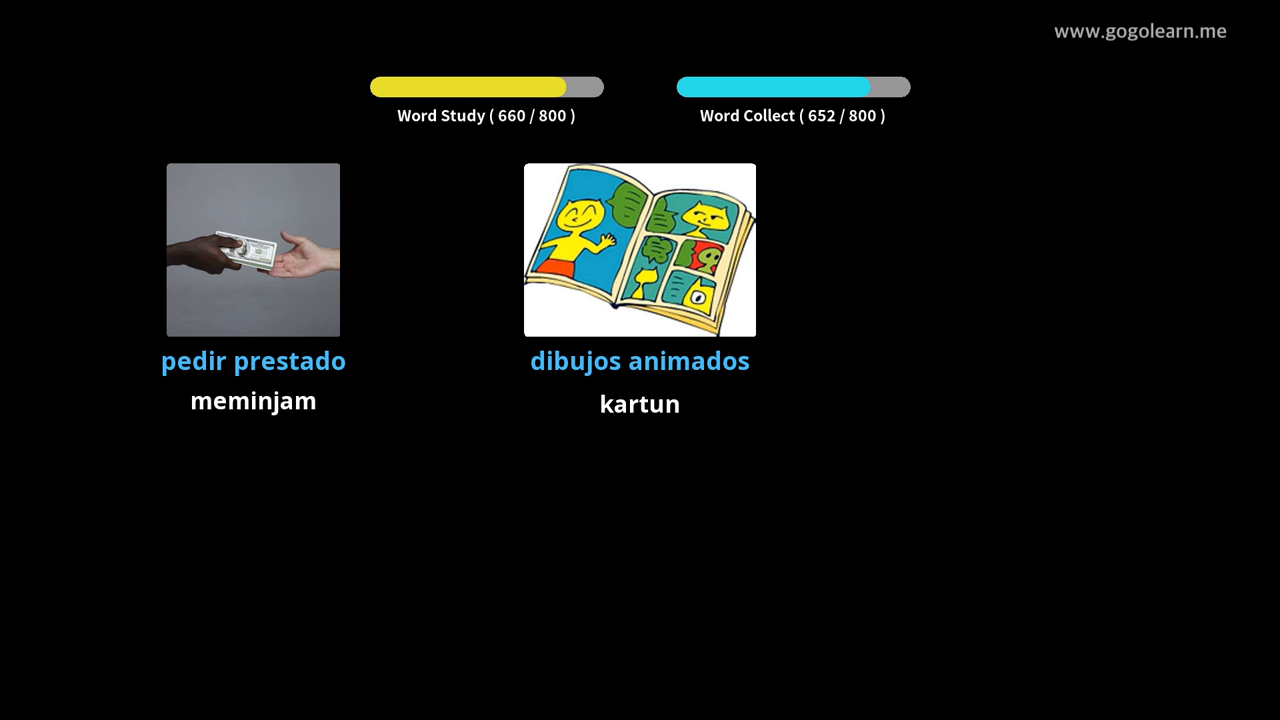 www.gogolearn.me
Word Study ( 660 / 800 )
Word Collect ( 652 / 800 )
pedir prestado
meminjam
dibujos animados
kartun